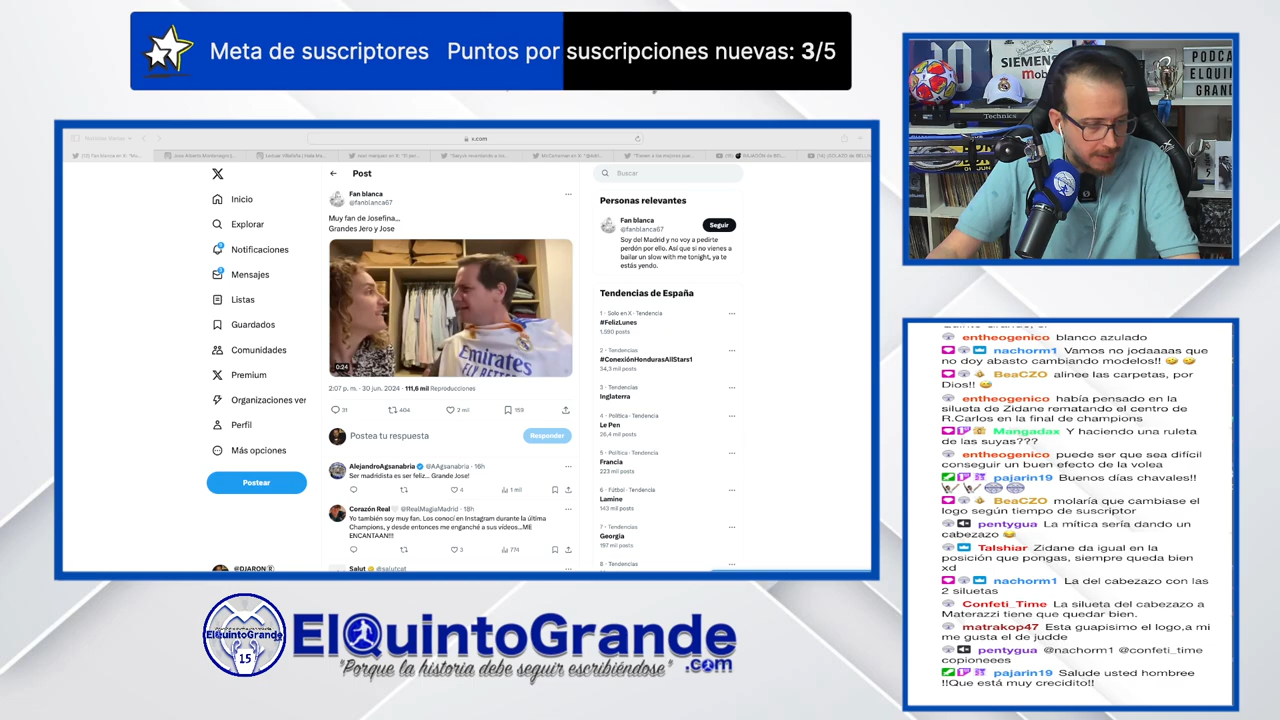 Meta de suscriptores Puntos por suscripciones nuevas: 3/5
x.com
Post
Inicio
Explorar
Notificaciones
Mensajes
Listas
Guardados
Comunidades
Premium
Organizaciones ver
Perfil
Más opciones
Postear
@DJARON
Fan blanca
@fanblanca67
Muy fan de Josefina...
Grandes Jero y Jose
Emirates
0:24
2:07 p. m. · 30 jun. 2024 · 111,6 mil Reproducciones
31 404 2 mil 159
Postea tu respuesta
Responder
AlejandroAgsanabria @AAgsanabria · 16h
Ser madridista es ser feliz... Grande Jose!
4 1 mil
Corazón Real @RealMagiaMadrid · 18h
Yo también soy muy fan. Los conocí en Instagram durante la última
Champions, y desde entonces me enganché a sus vídeos...ME
ENCANTAN!!!
3 774
Salut @salutcat
Buscar
Personas relevantes
Fan blanca
@fanblanca67
Seguir
Soy del Madrid y no voy a pedirte
perdón por ello. Así que si no vienes a
bailar un slow with me tonight, ya te
estás yendo.
Tendencias de España
1 · Solo en X · Tendencia
#FelizLunes
1.590 posts
2 · Tendencias
#ConexiónHondurasAllStars1
34,3 mil posts
3 · Tendencias
Inglaterra
4 · Política · Tendencia
Le Pen
26,4 mil posts
5 · Política · Tendencia
Francia
223 mil posts
6 · Fútbol · Tendencia
Lamine
143 mil posts
7 · Tendencias
Georgia
197 mil posts
8 · Tendencias
SIEMENS
mobile
Technics
PODCA
ELQUI
GRAND
entheogenico blanco azulado
nachorm1 Vamos no jodaaaas que
no doy abasto cambiando modelos!!
BeaCZO alinee las carpetas, por
Dios!!
entheogenico había pensado en la
silueta de Zidane rematando el centro de
R.Carlos en la final de champions
Mangadax Y haciendo una ruleta
de las suyas???
entheogenico puede ser que sea difícil
conseguir un buen efecto de la volea
pajarin19 Buenos días chavales!!
BeaCZO molaría que cambiase el
logo según tiempo de suscriptor
pentygua La mítica sería dando un
cabezazo
Talshiar Zidane da igual en la
posición que pongas, siempre queda bien
xd
nachorm1 La del cabezazo con las
2 siluetas
Confeti_Time La silueta del cabezazo a
Materazzi tiene que quedar bien.
matrakop47 Esta guapisimo el logo,a mi
me gusta el de judde
pentygua @nachorm1 @confeti_time
copioneees
pajarin19 Salude usted hombree
!!Que está muy crecidito!!
ElQuintoGrande
15
ElQuintoGrande
.com
"Porque la historia debe seguir escribiéndose"